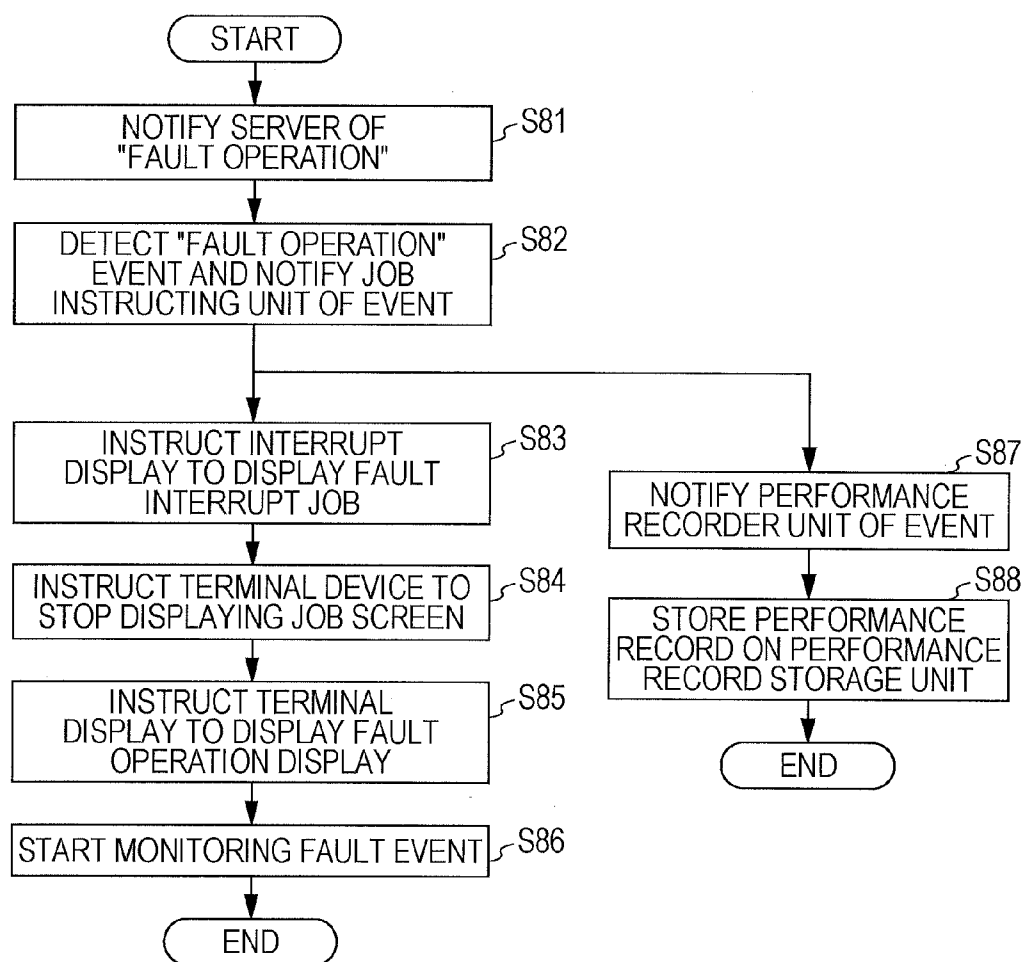 START
S81
NOTIFY SERVER OF
"FAULT OPERATION"
S82
DETECT "FAULT OPERATION"
EVENT AND NOTIFY JOB
INSTRUCTING UNIT OF EVENT
S83
INSTRUCT INTERRUPT
DISPLAY TO DISPLAY FAULT
INTERRUPT JOB
S84
INSTRUCT TERMINAL DEVICE TO
STOP DISPLAYING JOB SCREEN
S85
INSTRUCT TERMINAL
DISPLAY TO DISPLAY FAULT
OPERATION DISPLAY
S86
START MONITORING FAULT EVENT
END
S87
NOTIFY PERFORMANCE
RECORDER UNIT OF EVENT
S88
STORE PERFORMANCE
RECORD ON PERFORMANCE
RECORD STORAGE UNIT
END